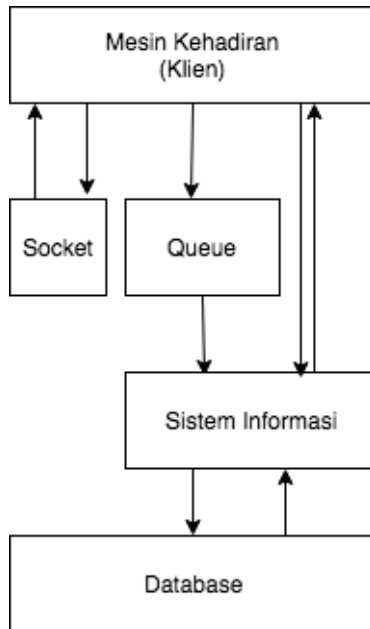 Mesin Kehadiran
(Klien)
Socket
Queue
Sistem Informasi
Database